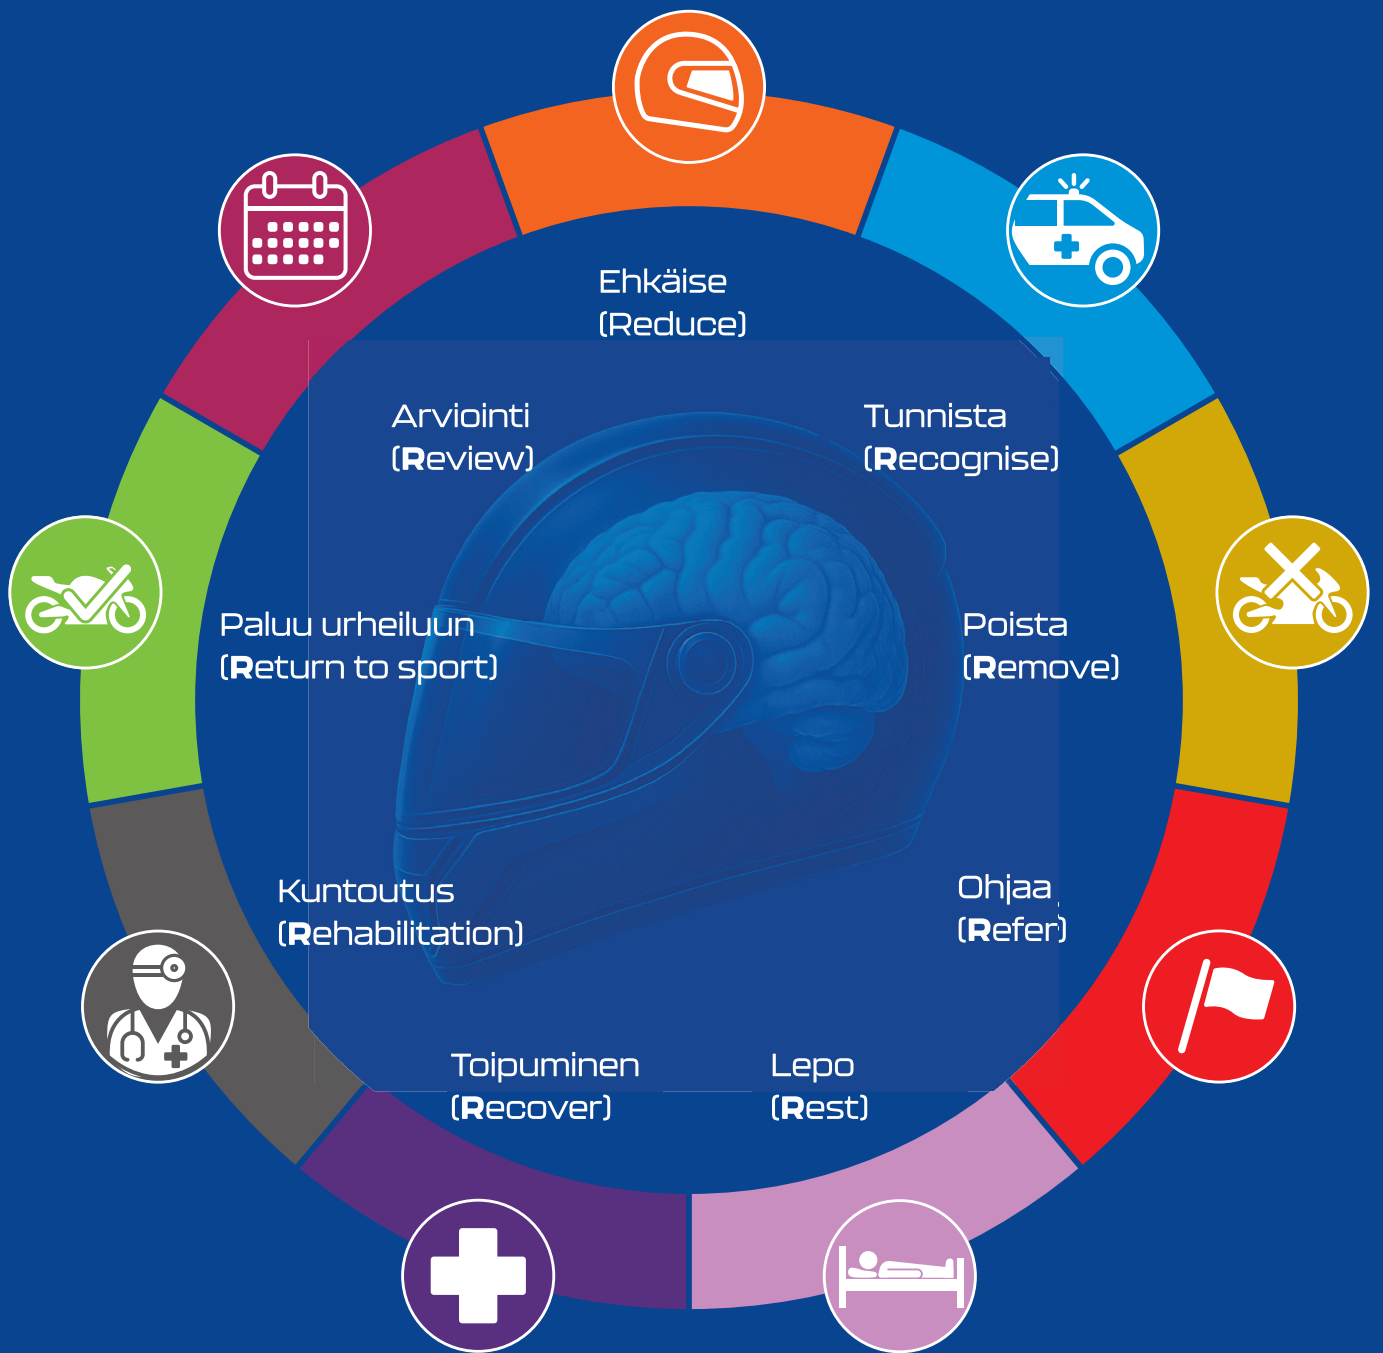 Ehkäise
(Reduce)
Tunnista
(Recognise)
Poista
(Remove)
Ohjaa
(Refer)
Lepo
(Rest)
Toipuminen
(Recover)
Kuntoutus
(Rehabilitation)
Paluu urheiluun
(Return to sport)
Arviointi
(Review)